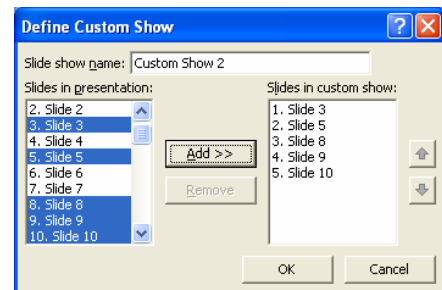 Define Custom Show
Slide show name: Custom Show 2
Slides in presentation:
2. Slide 2
3. Slide 3
4. Slide 4
5. Slide 5
6. Slide 6
7. Slide 7
8. Slide 8
9. Slide 9
10. Slide 10
Add >>
Remove
Slides in custom show:
1. Slide 3
2. Slide 5
3. Slide 8
4. Slide 9
5. Slide 10
OK
Cancel